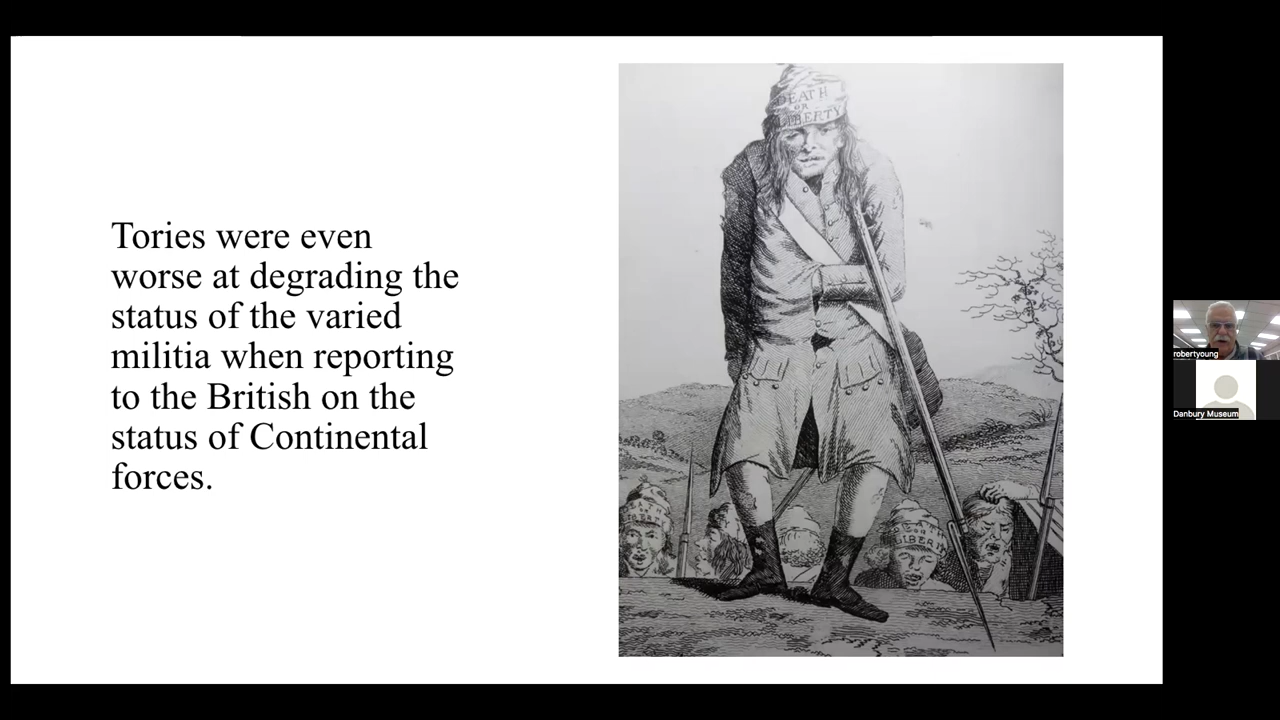 Tories were even
worse at degrading the
status of the varied
militia when reporting
to the British on the
status of Continental
forces.
DEATH
OR
LIBERTY
robertyoung
Danbury Museum